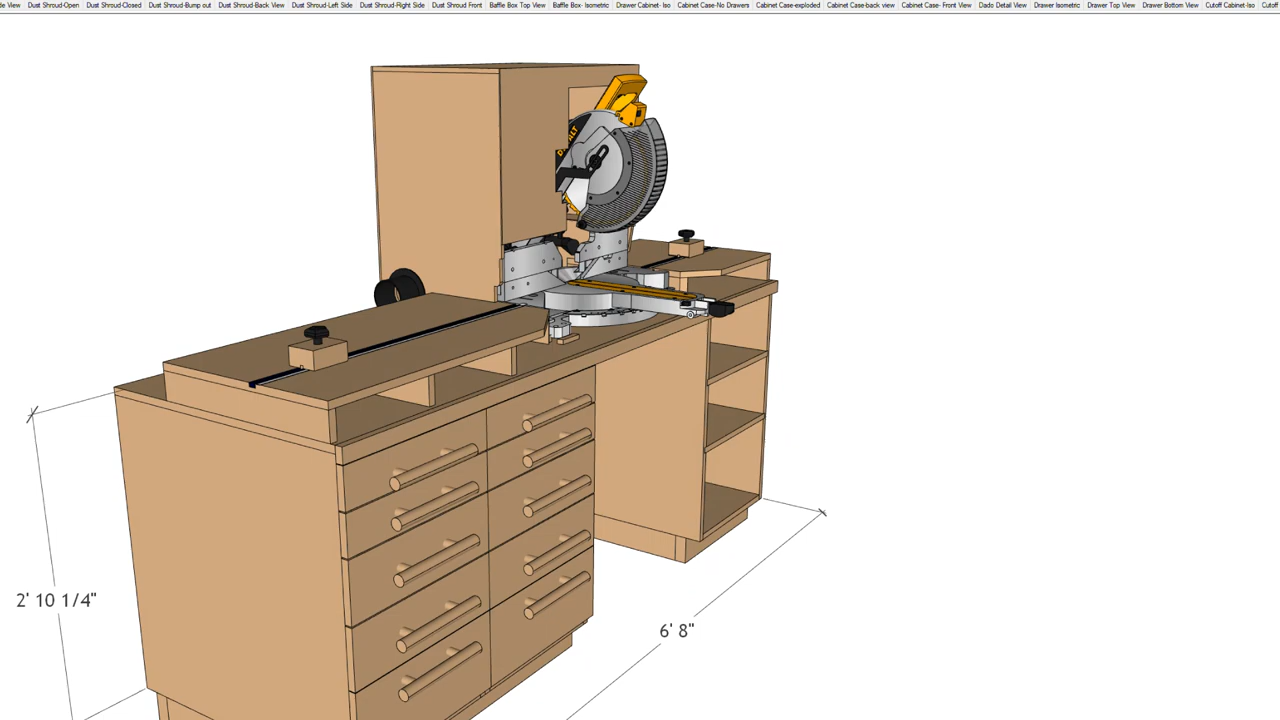 de View Dust Shroud-Open Dust Shroud-Closed Dust Shroud-Bump out Dust Shroud-Back View Dust Shroud-Left Side Dust Shroud-Right Side Dust Shroud Front Baffle Box Top View Baffle Box- Isometric Drawer Cabinet- Iso Cabinet Case-No Drawers Cabinet Case-exploded Cabinet Case-back view Cabinet Case- Front View Dado Detail View Drawer Isometric Drawer Top View Drawer Bottom View Cutoff Cabinet-Iso Cutoff
2' 10 1/4"
6' 8"